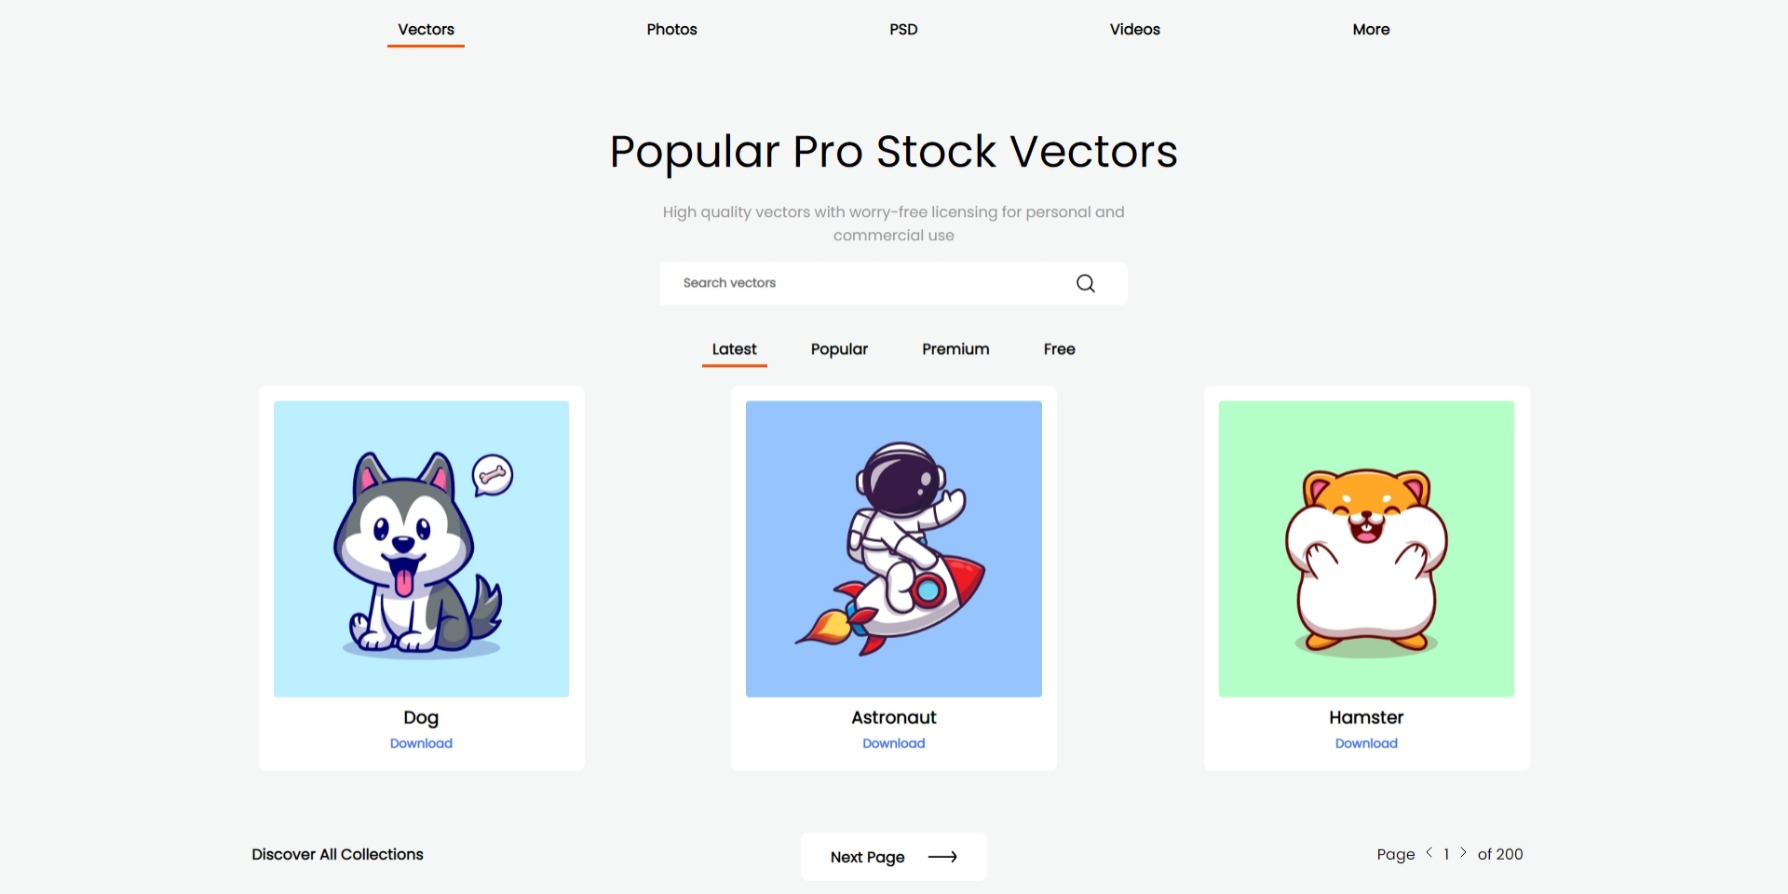 Vectors Photos PSD Videos More
Popular Pro Stock Vectors
High quality vectors with worry-free licensing for personal and
commercial use
Search vectors
Latest Popular Premium Free
Dog Astronaut Hamster
Download Download Download
Discover All Collections Next Page Page < 1 > of 200